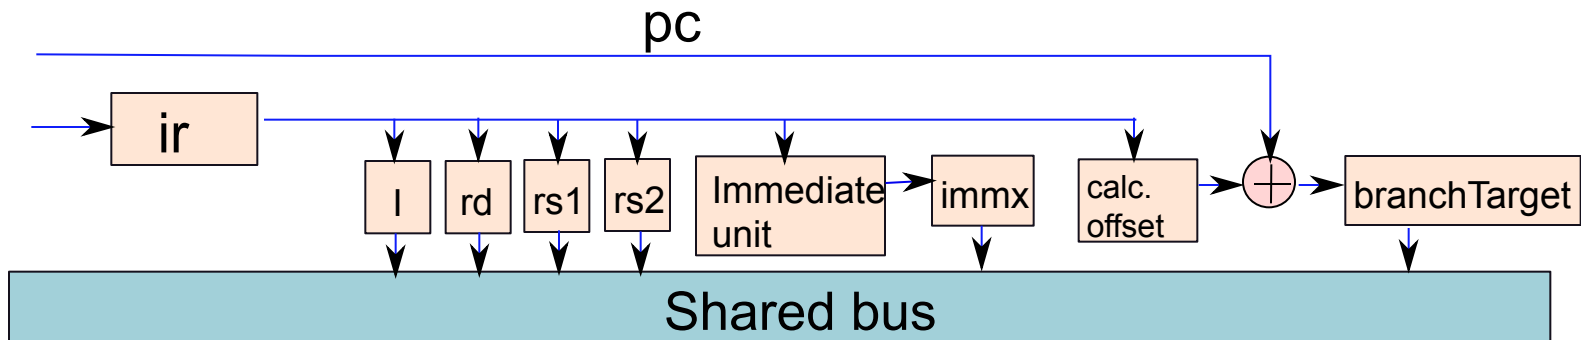 pc
ir
I
rd
rs1
rs2
Immediate
unit
immx
calc.
offset
branchTarget
Shared bus